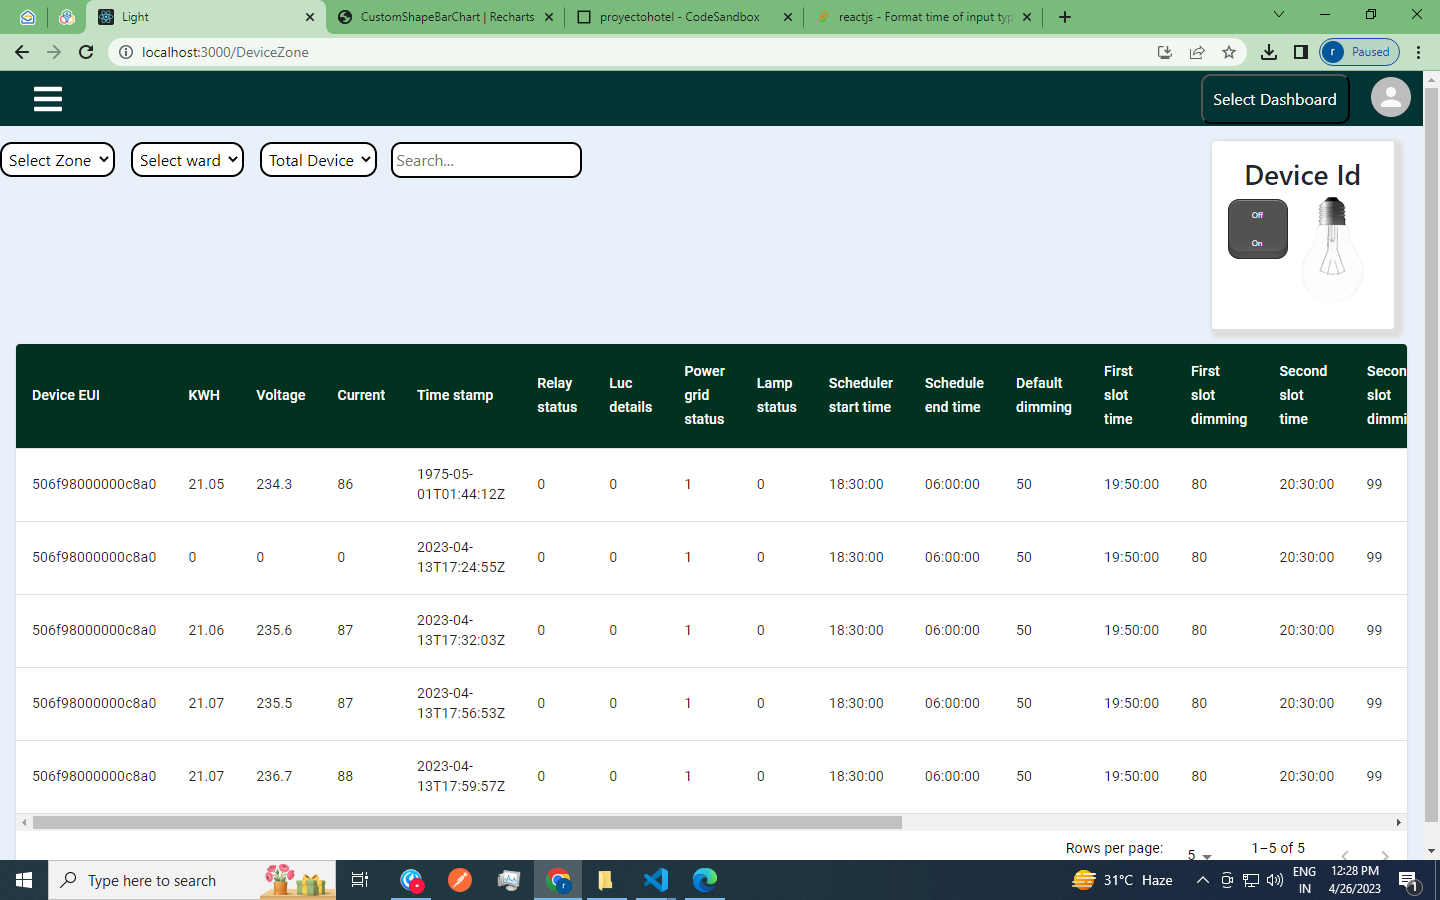 Light
CustomShapeBarChart | Recharts
proyectohotel - CodeSandbox
reactjs - Format time of input typ
localhost:3000/DeviceZone
r Paused
Select Dashboard
Select Zone
Select ward
Total Device
Search...
Device Id
Off
On
Device EUI
KWH
Voltage
Current
Time stamp
Relay
status
Luc
details
Power
grid
status
Lamp
status
Scheduler
start time
Schedule
end time
Default
dimming
First
slot
time
First
slot
dimming
Second
slot
time
Secon
slot
dimmi
506f98000000c8a0 21.05 234.3 86 1975-05-
01T01:44:12Z 0 0 1 0 18:30:00 06:00:00 50 19:50:00 80 20:30:00 99
506f98000000c8a0 0 0 0 2023-04-
13T17:24:55Z 0 0 1 0 18:30:00 06:00:00 50 19:50:00 80 20:30:00 99
506f98000000c8a0 21.06 235.6 87 2023-04-
13T17:32:03Z 0 0 1 0 18:30:00 06:00:00 50 19:50:00 80 20:30:00 99
506f98000000c8a0 21.07 235.5 87 2023-04-
13T17:56:53Z 0 0 1 0 18:30:00 06:00:00 50 19:50:00 80 20:30:00 99
506f98000000c8a0 21.07 236.7 88 2023-04-
13T17:59:57Z 0 0 1 0 18:30:00 06:00:00 50 19:50:00 80 20:30:00 99
Rows per page: 5 1–5 of 5
Type here to search
r
31°C Haze
ENG
IN
12:28 PM
4/26/2023
1